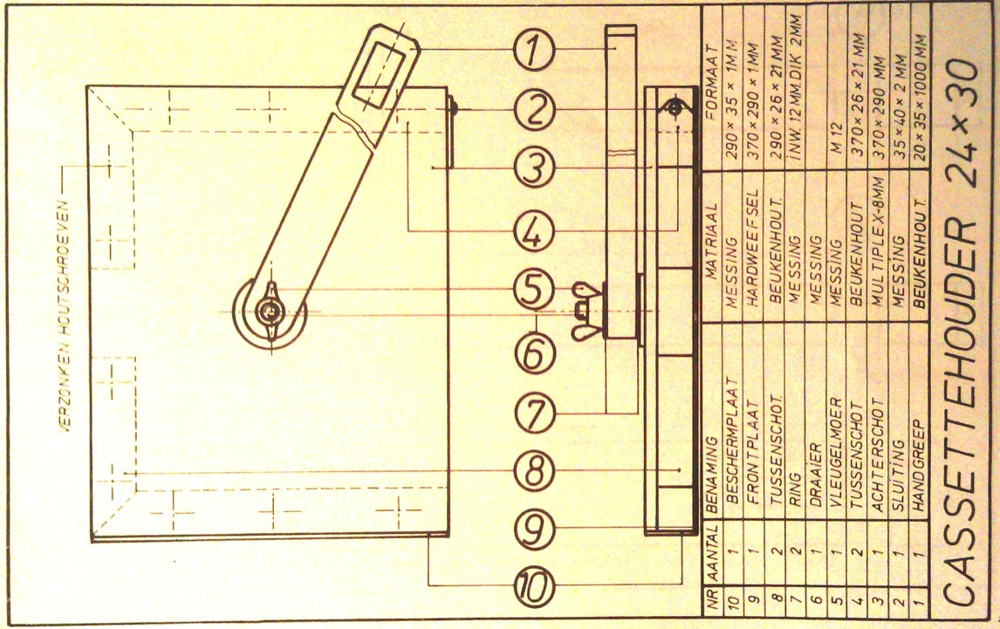 VERZONKEN HOUTSCHROEVEN
1
2
3
4
5
6
7
8
9
10
NR AANTAL BENAMING MATRIAAL FORMAAT
10 1 BESCHERMPLAAT MESSING 290 × 35 × 1MM
9 1 FRONTPLAAT HARDWEEFSEL 370 × 290 × 1MM
8 2 TUSSENSCHOT. BEUKENHOUT. 290 × 26 × 21 MM
7 2 RING MESSING INW. 12MM.DIK 2MM
6 1 DRAAIER MESSING
5 1 VLEUGELMOER MESSING M 12
4 2 TUSSENSCHOT BEUKENHOUT 370 × 26 × 21 MM
3 1 ACHTERSCHOT MULTIPLEX-8MM 370 × 290 MM
2 1 SLUITING MESSING 35 × 40 × 2 MM
1 1 HANDGREEP BEUKENHOUT. 20 × 35 × 1000 MM
CASSETTEHOUDER 24 × 30